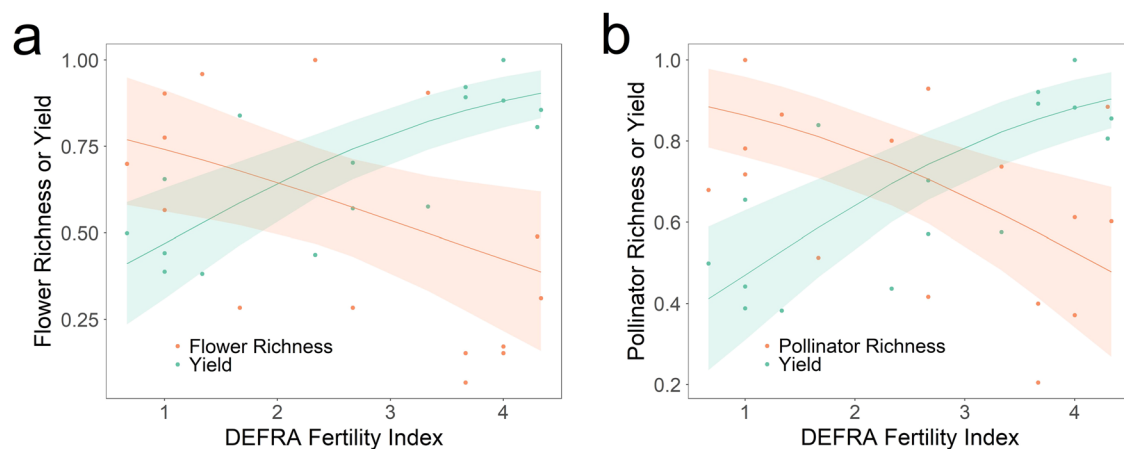 a
Flower Richness or Yield
1.00
0.75
0.50
0.25
Flower Richness
Yield
1 2 3 4
DEFRA Fertility Index
b
Pollinator Richness or Yield
1.0
0.8
0.6
0.4
0.2
Pollinator Richness
Yield
1 2 3 4
DEFRA Fertility Index